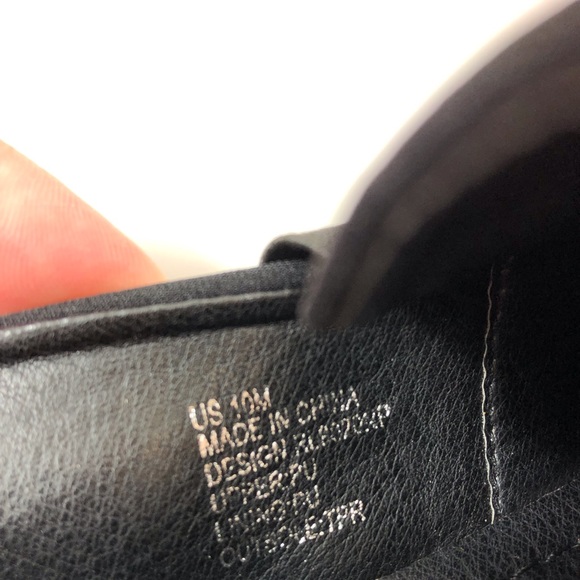 US 10M
MADE IN CHINA
DESIGN:
UPPER:PU
LINING:PU
OUTSOLE:TPR